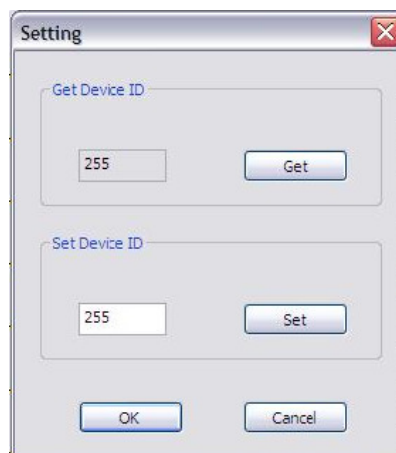 Setting
Get Device ID
255
Get
Set Device ID
255
Set
OK
Cancel